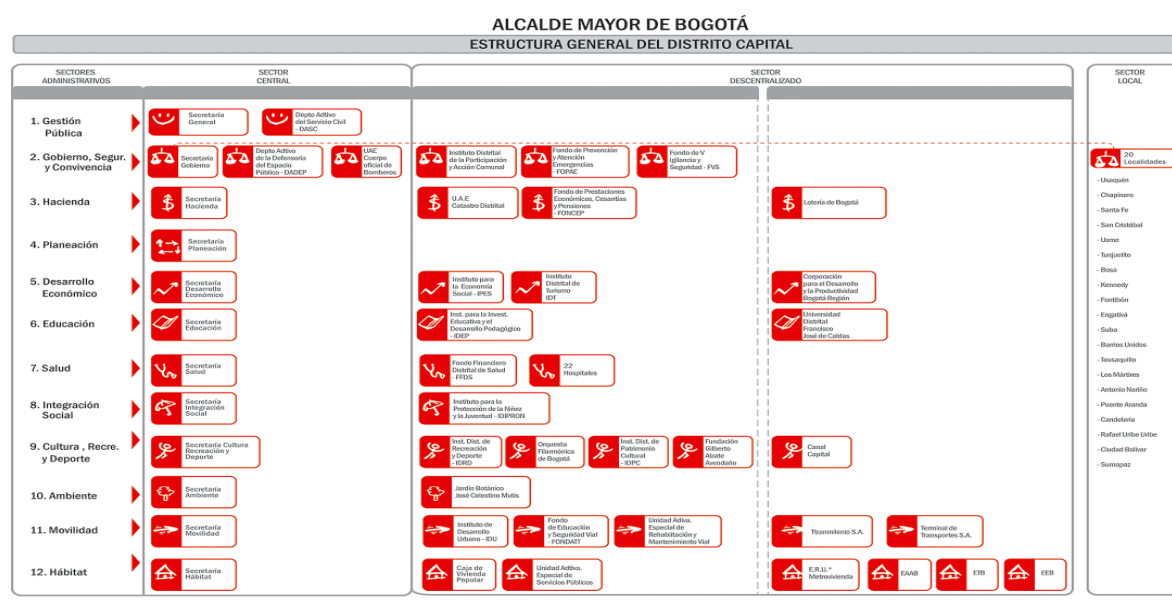 ALCALDE MAYOR DE BOGOTÁ
ESTRUCTURA GENERAL DEL DISTRITO CAPITAL
SECTORES
ADMINISTRATIVOS
SECTOR
CENTRAL
SECTOR
DESCENTRALIZADO
SECTOR
LOCAL
1. Gestión
Pública
Secretaría
General
Depto Adtivo
del Servicio Civil
- DASC
2. Gobierno, Segur.
y Convivencia
Secretaría
Gobierno
Depto Adtivo
de la Defensoría
del Espacio
Público - DADEP
UAE
Cuerpo
oficial de
Bomberos
Instituto Distrital
de la Participación
y Acción Comunal
Fondo de Prevención
y Atención
Emergencias
- FOPAE
Fondo de V
igilancia y
Seguridad - FVS
20
Localidades
3. Hacienda
Secretaría
Hacienda
U.A.E
Catastro Distrital
Fondo de Prestaciones
Económicas, Cesantías
y Pensiones
- FONCEP
Lotería de Bogotá
4. Planeación
Secretaría
Planeación
5. Desarrollo
Económico
Secretaría
Desarrollo
Económico
Instituto para
la Economía
Social - IPES
Instituto
Distrital de
Turismo
IDT
Corporación
para el Desarrollo
y la Productividad
Bogotá Región
6. Educación
Secretaría
Educación
Inst. para la Invest.
Educativa y el
Desarrollo Pedagógico
- IDEP
Universidad
Distrital
Francisco
José de Caldas
7. Salud
Secretaría
Salud
Fondo Financiero
Distrital de Salud
- FFDS
22
Hospitales
8. Integración
Social
Secretaría
Integración
Social
Instituto para la
Protección de la Niñez
y la Juventud - IDIPRON
9. Cultura , Recre.
y Deporte
Secretaría Cultura
Recreación y
Deporte
Inst. Dist. de
Recreación
y Deporte
- IDRD
Orquesta
Filarmónica
de Bogotá
Inst. Dist. de
Patrimonio
Cultural
- IDPC
Fundación
Gilberto
Alzate
Avendaño
Canal
Capital
10. Ambiente
Secretaría
Ambiente
Jardín Botánico
José Celestino Mutis
11. Movilidad
Secretaría
Movilidad
Instituto de
Desarrollo
Urbano - IDU
Fondo
de Educación
y Seguridad Vial
- FONDATT
Unidad Adiva.
Especial de
Rehabilitación y
Mantenimiento Vial
Ttranmilenio S.A.
Terminal de
Transportes S.A.
12. Hábitat
Secretaría
Hábitat
Caja de
Vivienda
Popular
Unidad Adtiva.
Especial de
Servicios Públicos
E.R.U.*
Metrovivienda
EAAB
ETB
EEB
- Usaquén
- Chapinero
- Santa Fe
- San Cristóbal
- Usme
- Tunjuelito
- Bosa
- Kennedy
- Fontibón
- Engativá
- Suba
- Barrios Unidos
- Teusaquillo
- Los Mártires
- Antonio Nariño
- Puente Aranda
- Candelaria
- Rafael Uribe Uribe
- Ciudad Bolívar
- Sumapaz